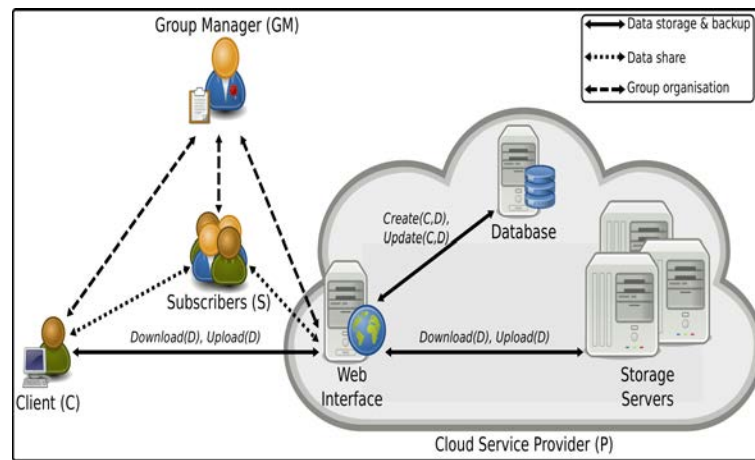 Group Manager (GM)
Data storage & backup
Data share
Group organisation
Create(C,D),
Update(C,D)
Database
Subscribers (S)
Download(D), Upload(D)
Download(D), Upload(D)
Web
Interface
Storage
Servers
Client (C)
Cloud Service Provider (P)